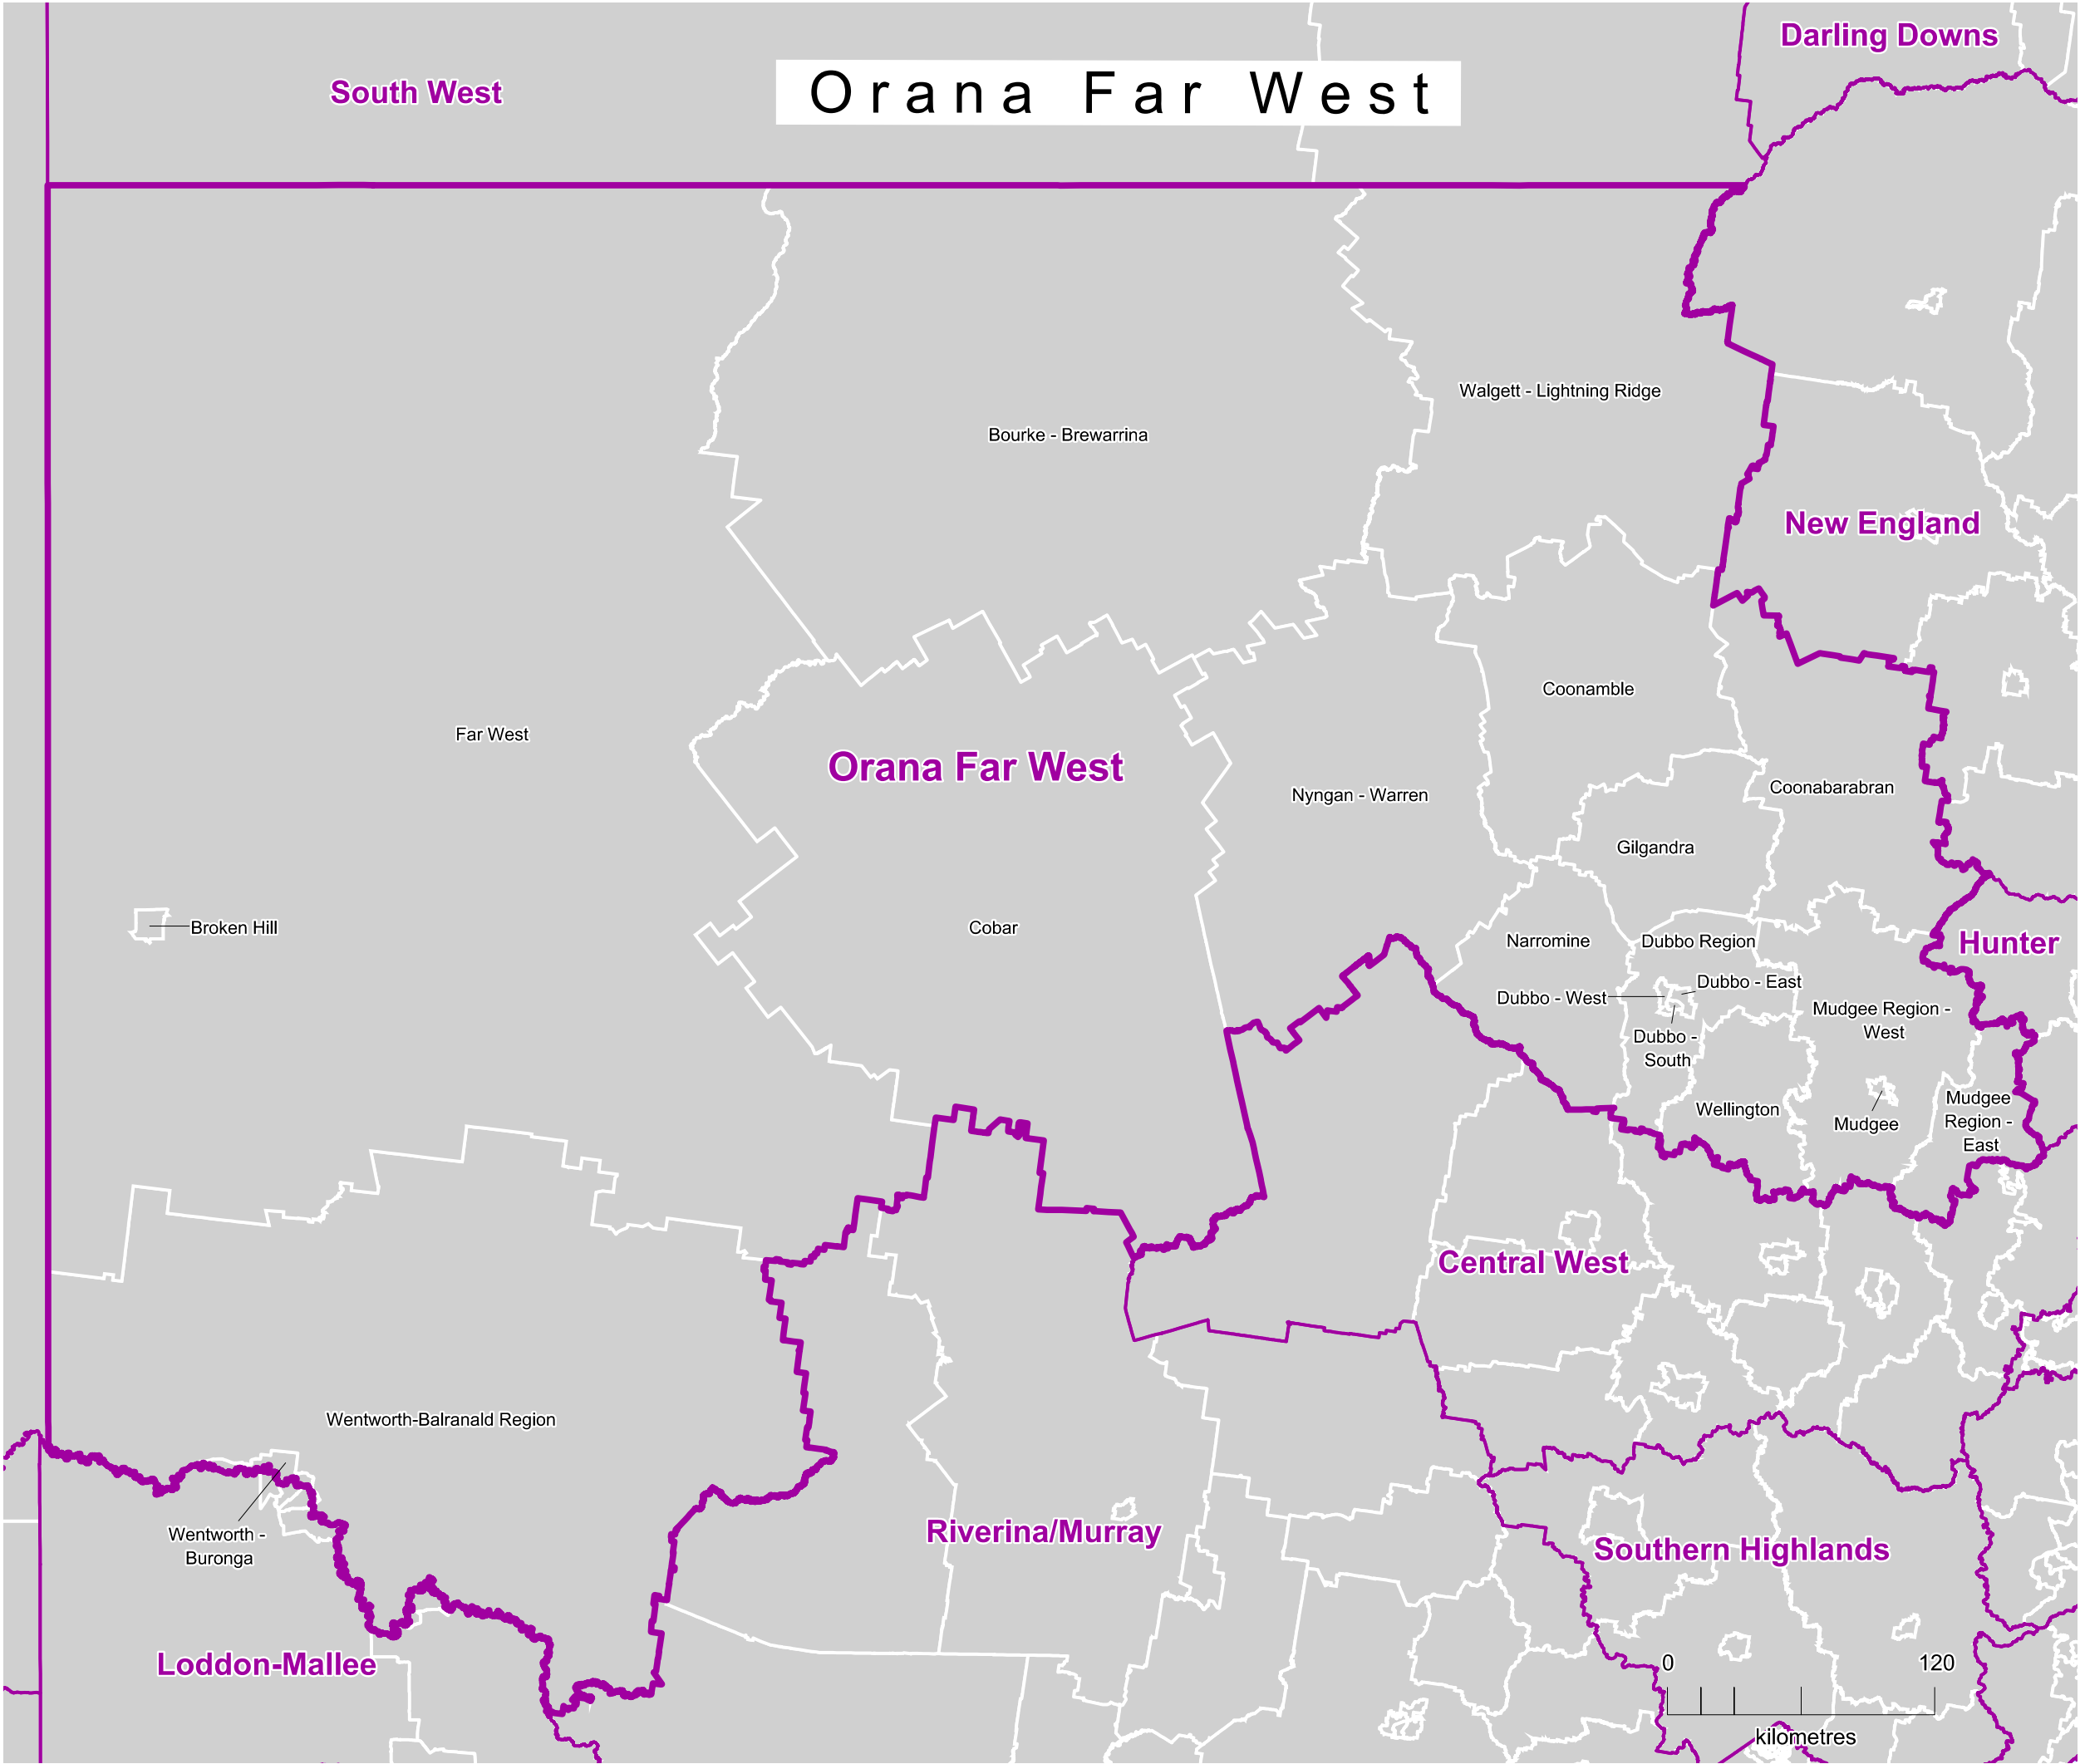 Darling Downs
South West
Orana Far West
Walgett - Lightning Ridge
Bourke - Brewarrina
New England
Coonamble
Far West
Orana Far West
Coonabarabran
Nyngan - Warren
Gilgandra
Broken Hill
Cobar
Narromine
Dubbo Region
Hunter
Dubbo - East
Dubbo - West
Mudgee Region -
West
Dubbo -
South
Mudgee
Region -
East
Wellington
Mudgee
Central West
Wentworth-Balranald Region
Wentworth -
Buronga
Riverina/Murray
Southern Highlands
Loddon-Mallee
0 120
kilometres